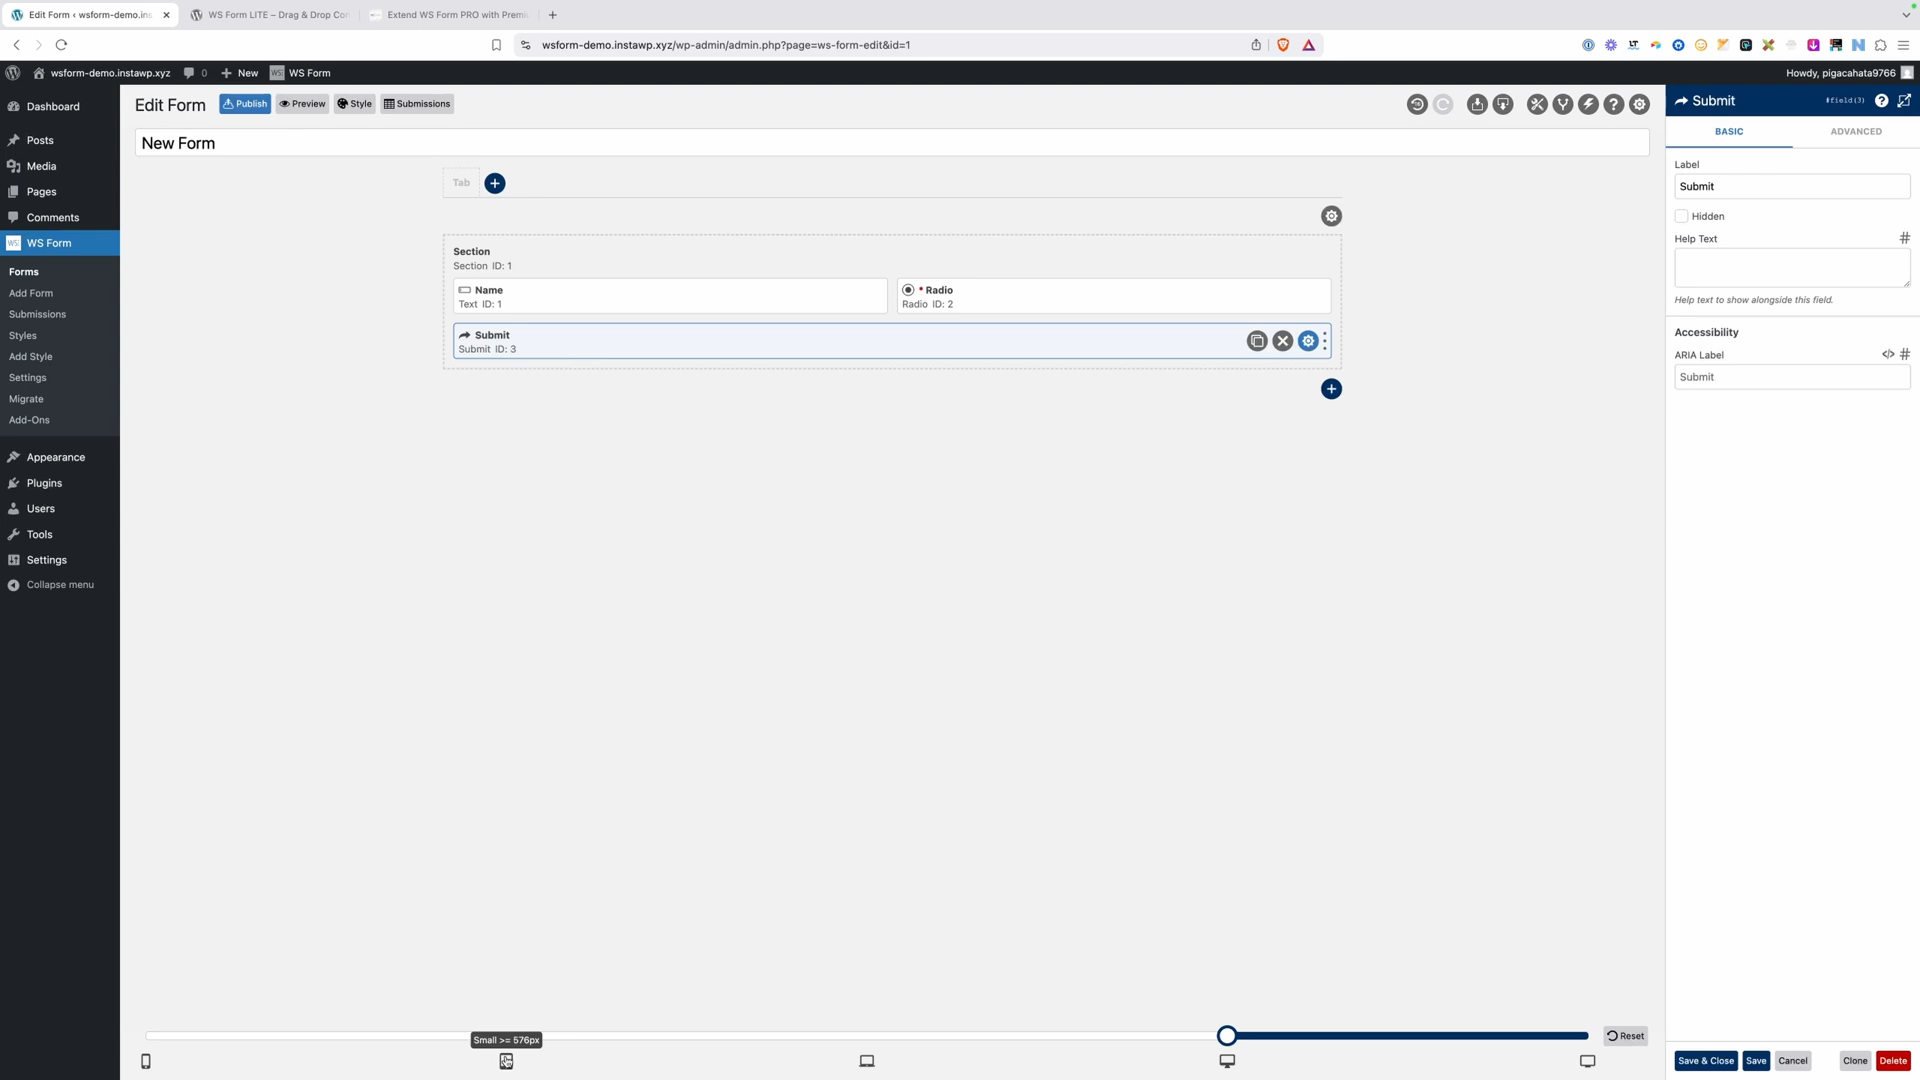 Edit Form ‹ wsform-demo.ins
WS Form LITE – Drag & Drop Con
Extend WS Form PRO with Premi
wsform-demo.instawp.xyz/wp-admin/admin.php?page=ws-form-edit&id=1
wsform-demo.instawp.xyz
0
New
WS Form
Howdy, pigacahata9766
Dashboard
Posts
Media
Pages
Comments
WS Form
Forms
Add Form
Submissions
Styles
Add Style
Settings
Migrate
Add-Ons
Appearance
Plugins
Users
Tools
Settings
Collapse menu
Edit Form
Publish
Preview
Style
Submissions
New Form
Tab
Section
Section ID: 1
Name
Text ID: 1
* Radio
Radio ID: 2
Submit
Submit ID: 3
Small >= 576px
Reset
Submit
#field(3)
BASIC
ADVANCED
Label
Submit
Hidden
Help Text
#
Help text to show alongside this field.
Accessibility
ARIA Label
</> #
Submit
Save & Close
Save
Cancel
Clone
Delete